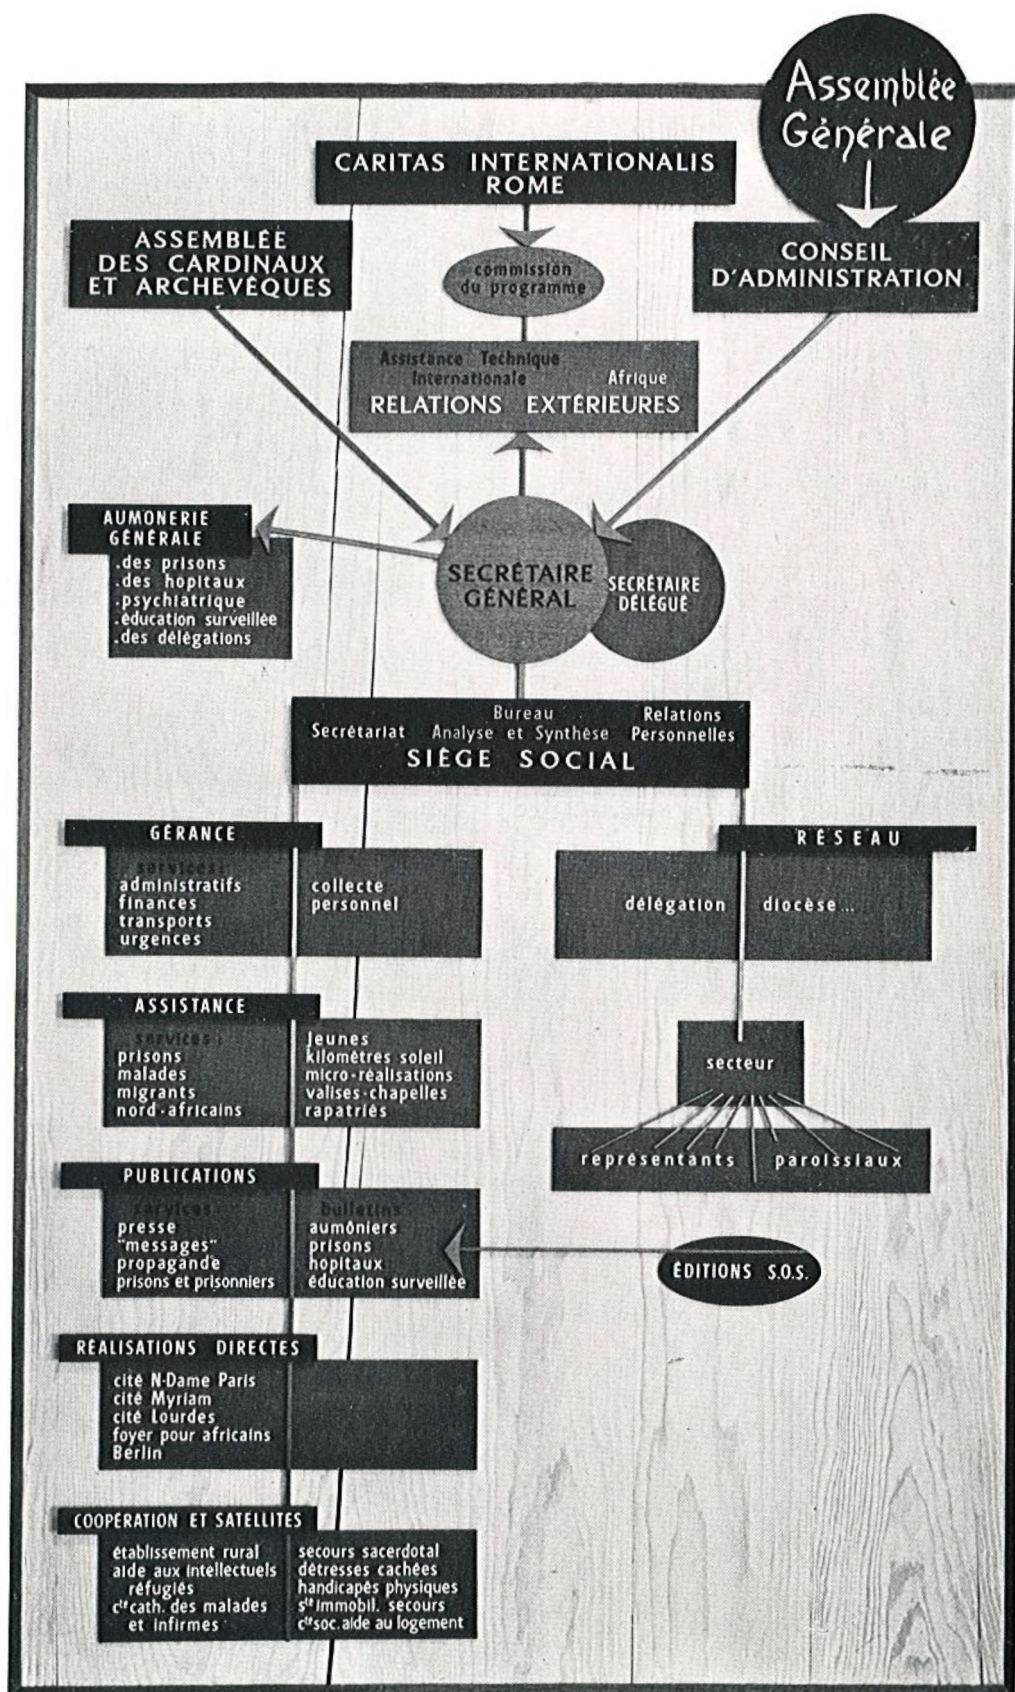 Assemblée
Générale
CARITAS INTERNATIONALIS
ROME
ASSEMBLÉE
DES CARDINAUX
ET ARCHEVÉQUES
commission
du programme
CONSEIL
D'ADMINISTRATION
Assistance Technique
Internationale
Afrique
RELATIONS EXTÉRIEURES
AUMONERIE
GÉNÉRALE
.des prisons
.des hopitaux
.psychiatrique
.éducation surveillée
.des délégations
SECRÉTAIRE
GÉNÉRAL
SECRÉTAIRE
DÉLÉGUÉ
Secrétariat
Bureau
Analyse et Synthèse
Relations
Personnelles
SIÈGE SOCIAL
GÉRANCE
services:
administratifs
finances
transports
urgences
collecte
personnel
RÉSEAU
délégation
diocèse...
ASSISTANCE
services:
prisons
malades
migrants
nord-africains
Jeunes
kilomètres soleil
micro-réalisations
valises-chapelles
rapatriés
secteur
représentants paroissiaux
PUBLICATIONS
services:
presse
"messages"
propagande
prisons et prisonniers
bulletins
aumôniers
prisons
hopitaux
éducation surveillée
ÉDITIONS S.O.S.
RÉALISATIONS DIRECTES
cité N-Dame Paris
cité Myriam
cité Lourdes
foyer pour africains
Berlin
COOPÉRATION ET SATÉLLITES
établissement rural
aide aux intellectuels
réfugiés
cte cath. des malades
et infirmes
secours sacerdotal
détresses cachées
handicapés physiques
sté immobil. secours
cte soc. aide au logement